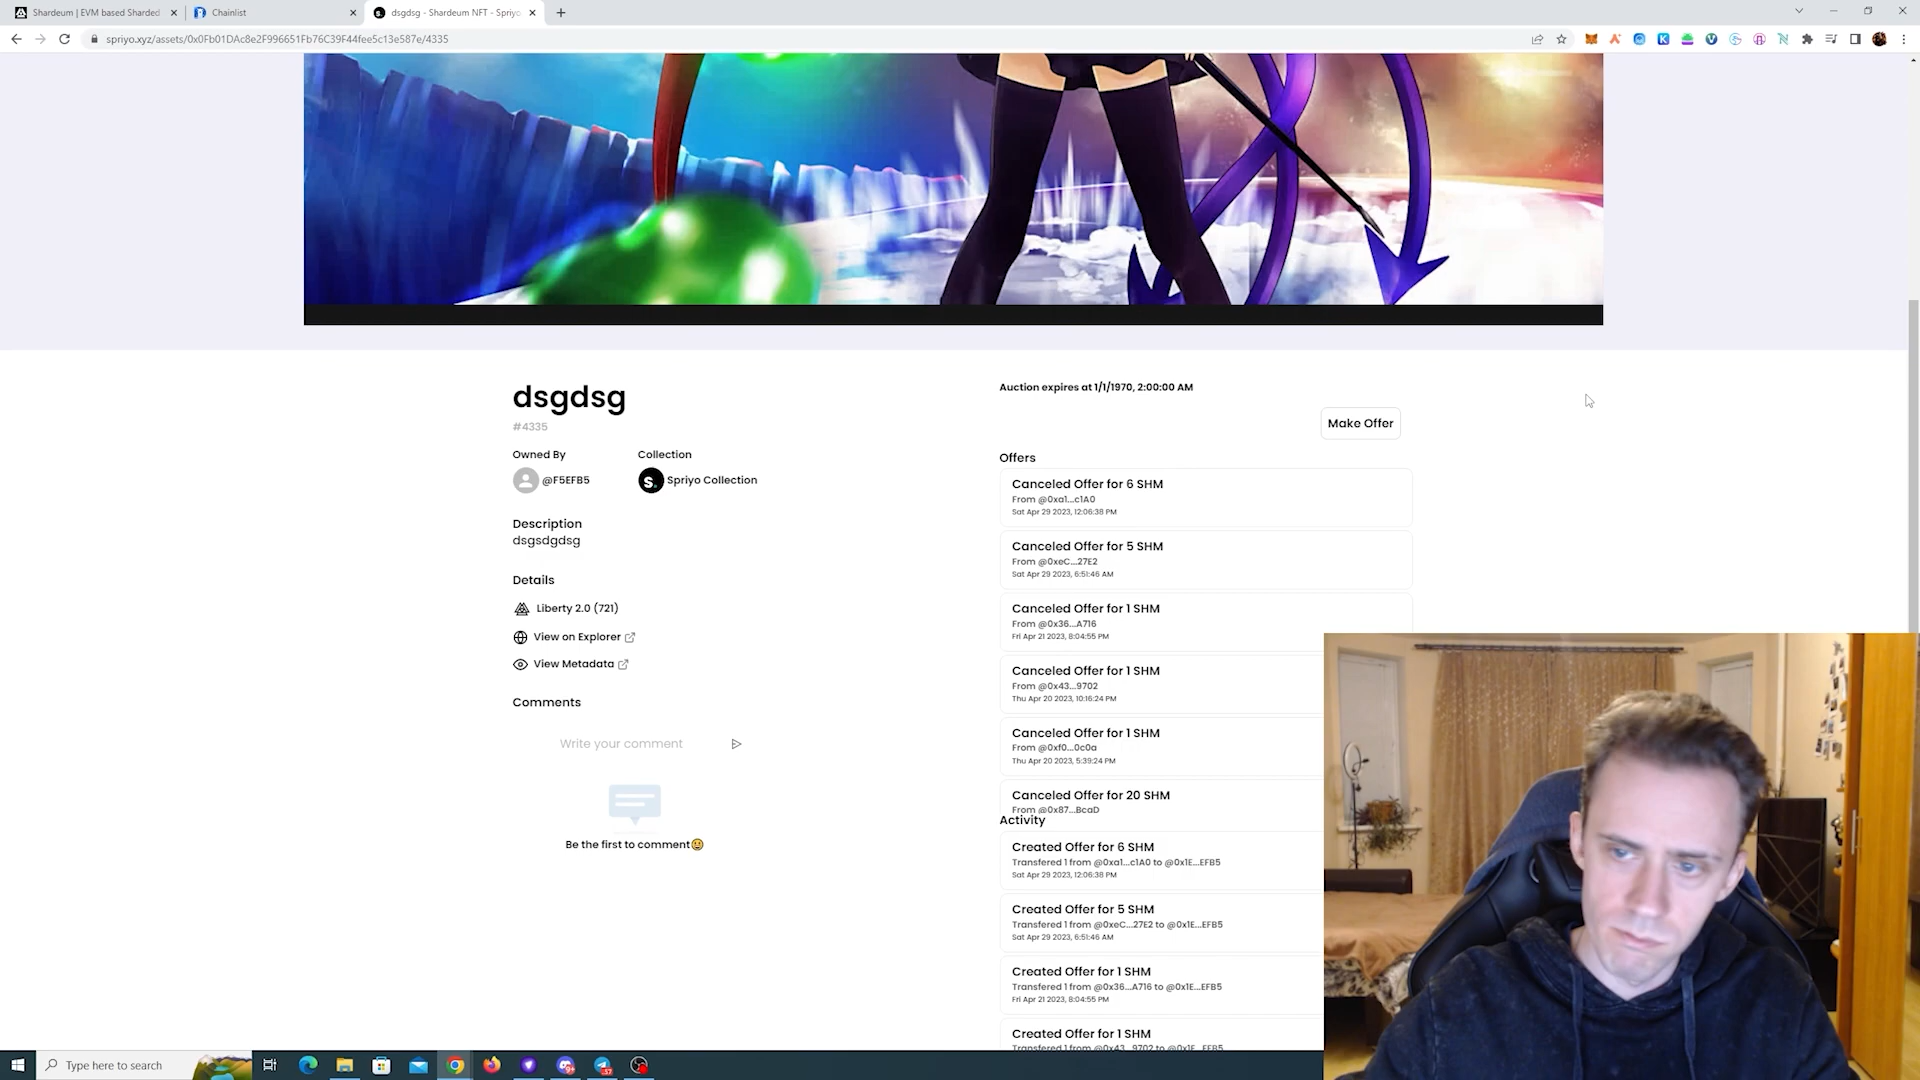 Shardeum | EVM based Sharded
Chainlist
dsgdsg - Shardeum NFT - Spriyo
spriyo.xyz/assets/0x0Fb01DAc8e2F996651Fb76C39F44fee5c13e587e/4335
dsgdsg
#4335
Owned By
Collection
@F5EFB5
S.
Spriyo Collection
Description
dsgsdgdsg
Details
Liberty 2.0 (721)
View on Explorer
View Metadata
Comments
Write your comment
Be the first to comment😃
Auction expires at 1/1/1970, 2:00:00 AM
Make Offer
Offers
Canceled Offer for 6 SHM
From @0xa1...c1A0
Sat Apr 29 2023, 12:06:38 PM
Canceled Offer for 5 SHM
From @0xeC...27E2
Sat Apr 29 2023, 6:51:46 AM
Canceled Offer for 1 SHM
From @0x36...A716
Fri Apr 21 2023, 8:04:55 PM
Canceled Offer for 1 SHM
From @0x43...9702
Thu Apr 20 2023, 10:16:24 PM
Canceled Offer for 1 SHM
From @0xf0...0c0a
Thu Apr 20 2023, 5:39:24 PM
Canceled Offer for 20 SHM
From @0x87...BcaD
Activity
Created Offer for 6 SHM
Transfered 1 from @0xa1...c1A0 to @0x1E...EFB5
Sat Apr 29 2023, 12:06:38 PM
Created Offer for 5 SHM
Transfered 1 from @0xeC...27E2 to @0x1E...EFB5
Sat Apr 29 2023, 6:51:46 AM
Created Offer for 1 SHM
Transfered 1 from @0x36...A716 to @0x1E...EFB5
Fri Apr 21 2023, 8:04:55 PM
Created Offer for 1 SHM
Transfered 1 from @0x43...9702 to @0x1E...EFB5
Type here to search